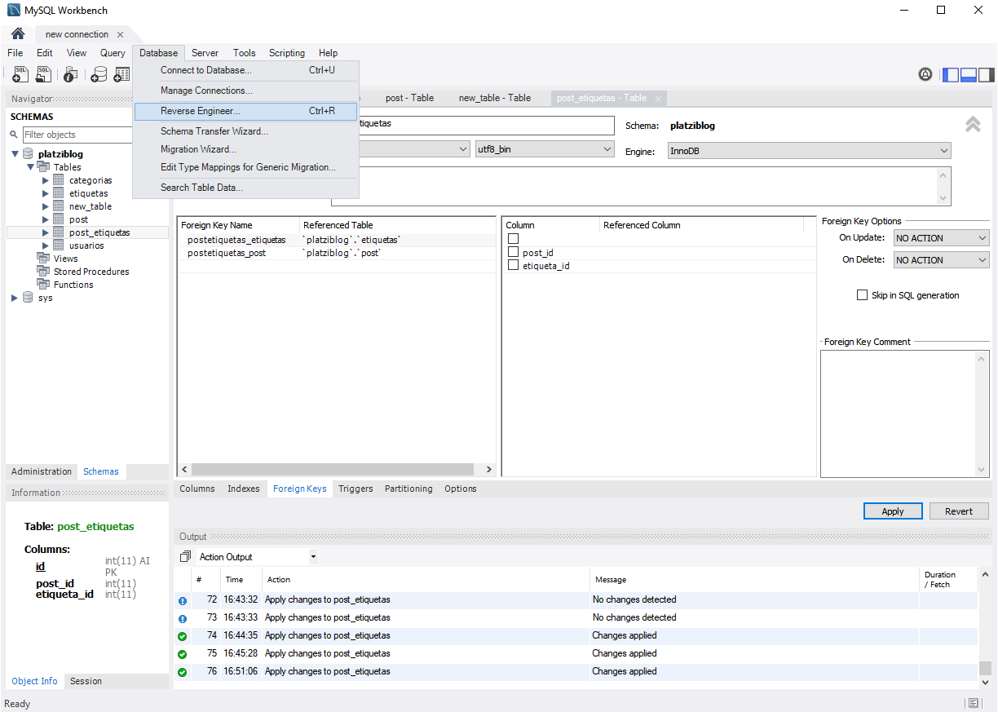 MySQL Workbench
new connection
File Edit View Query Database Server Tools Scripting Help
Connect to Database... Ctrl+U
Manage Connections...
Reverse Engineer... Ctrl+R
Schema Transfer Wizard...
Migration Wizard...
Edit Type Mappings for Generic Migration...
Search Table Data...
Navigator
SCHEMAS
Filter objects
platziblog
Tables
categorias
etiquetas
new_table
post
post_etiquetas
usuarios
Views
Stored Procedures
Functions
sys
Administration Schemas
Information
Table: post_etiquetas
Columns:
id int(11) AI PK
post_id int(11)
etiqueta_id int(11)
Object Info Session
post - Table new_table - Table post_etiquetas - Table
etiquetas Schema: platziblog
utf8_bin Engine: InnoDB
Foreign Key Name Referenced Table
postetiquetas_etiquetas `platziblog`.`etiquetas`
postetiquetas_post `platziblog`.`post`
Column Referenced Column
post_id
etiqueta_id
Foreign Key Options
On Update: NO ACTION
On Delete: NO ACTION
Skip in SQL generation
Foreign Key Comment
Columns Indexes Foreign Keys Triggers Partitioning Options
Apply Revert
Output
Action Output
# Time Action Message Duration / Fetch
72 16:43:32 Apply changes to post_etiquetas No changes detected
73 16:43:33 Apply changes to post_etiquetas No changes detected
74 16:44:35 Apply changes to post_etiquetas Changes applied
75 16:45:28 Apply changes to post_etiquetas Changes applied
76 16:51:06 Apply changes to post_etiquetas Changes applied
Ready